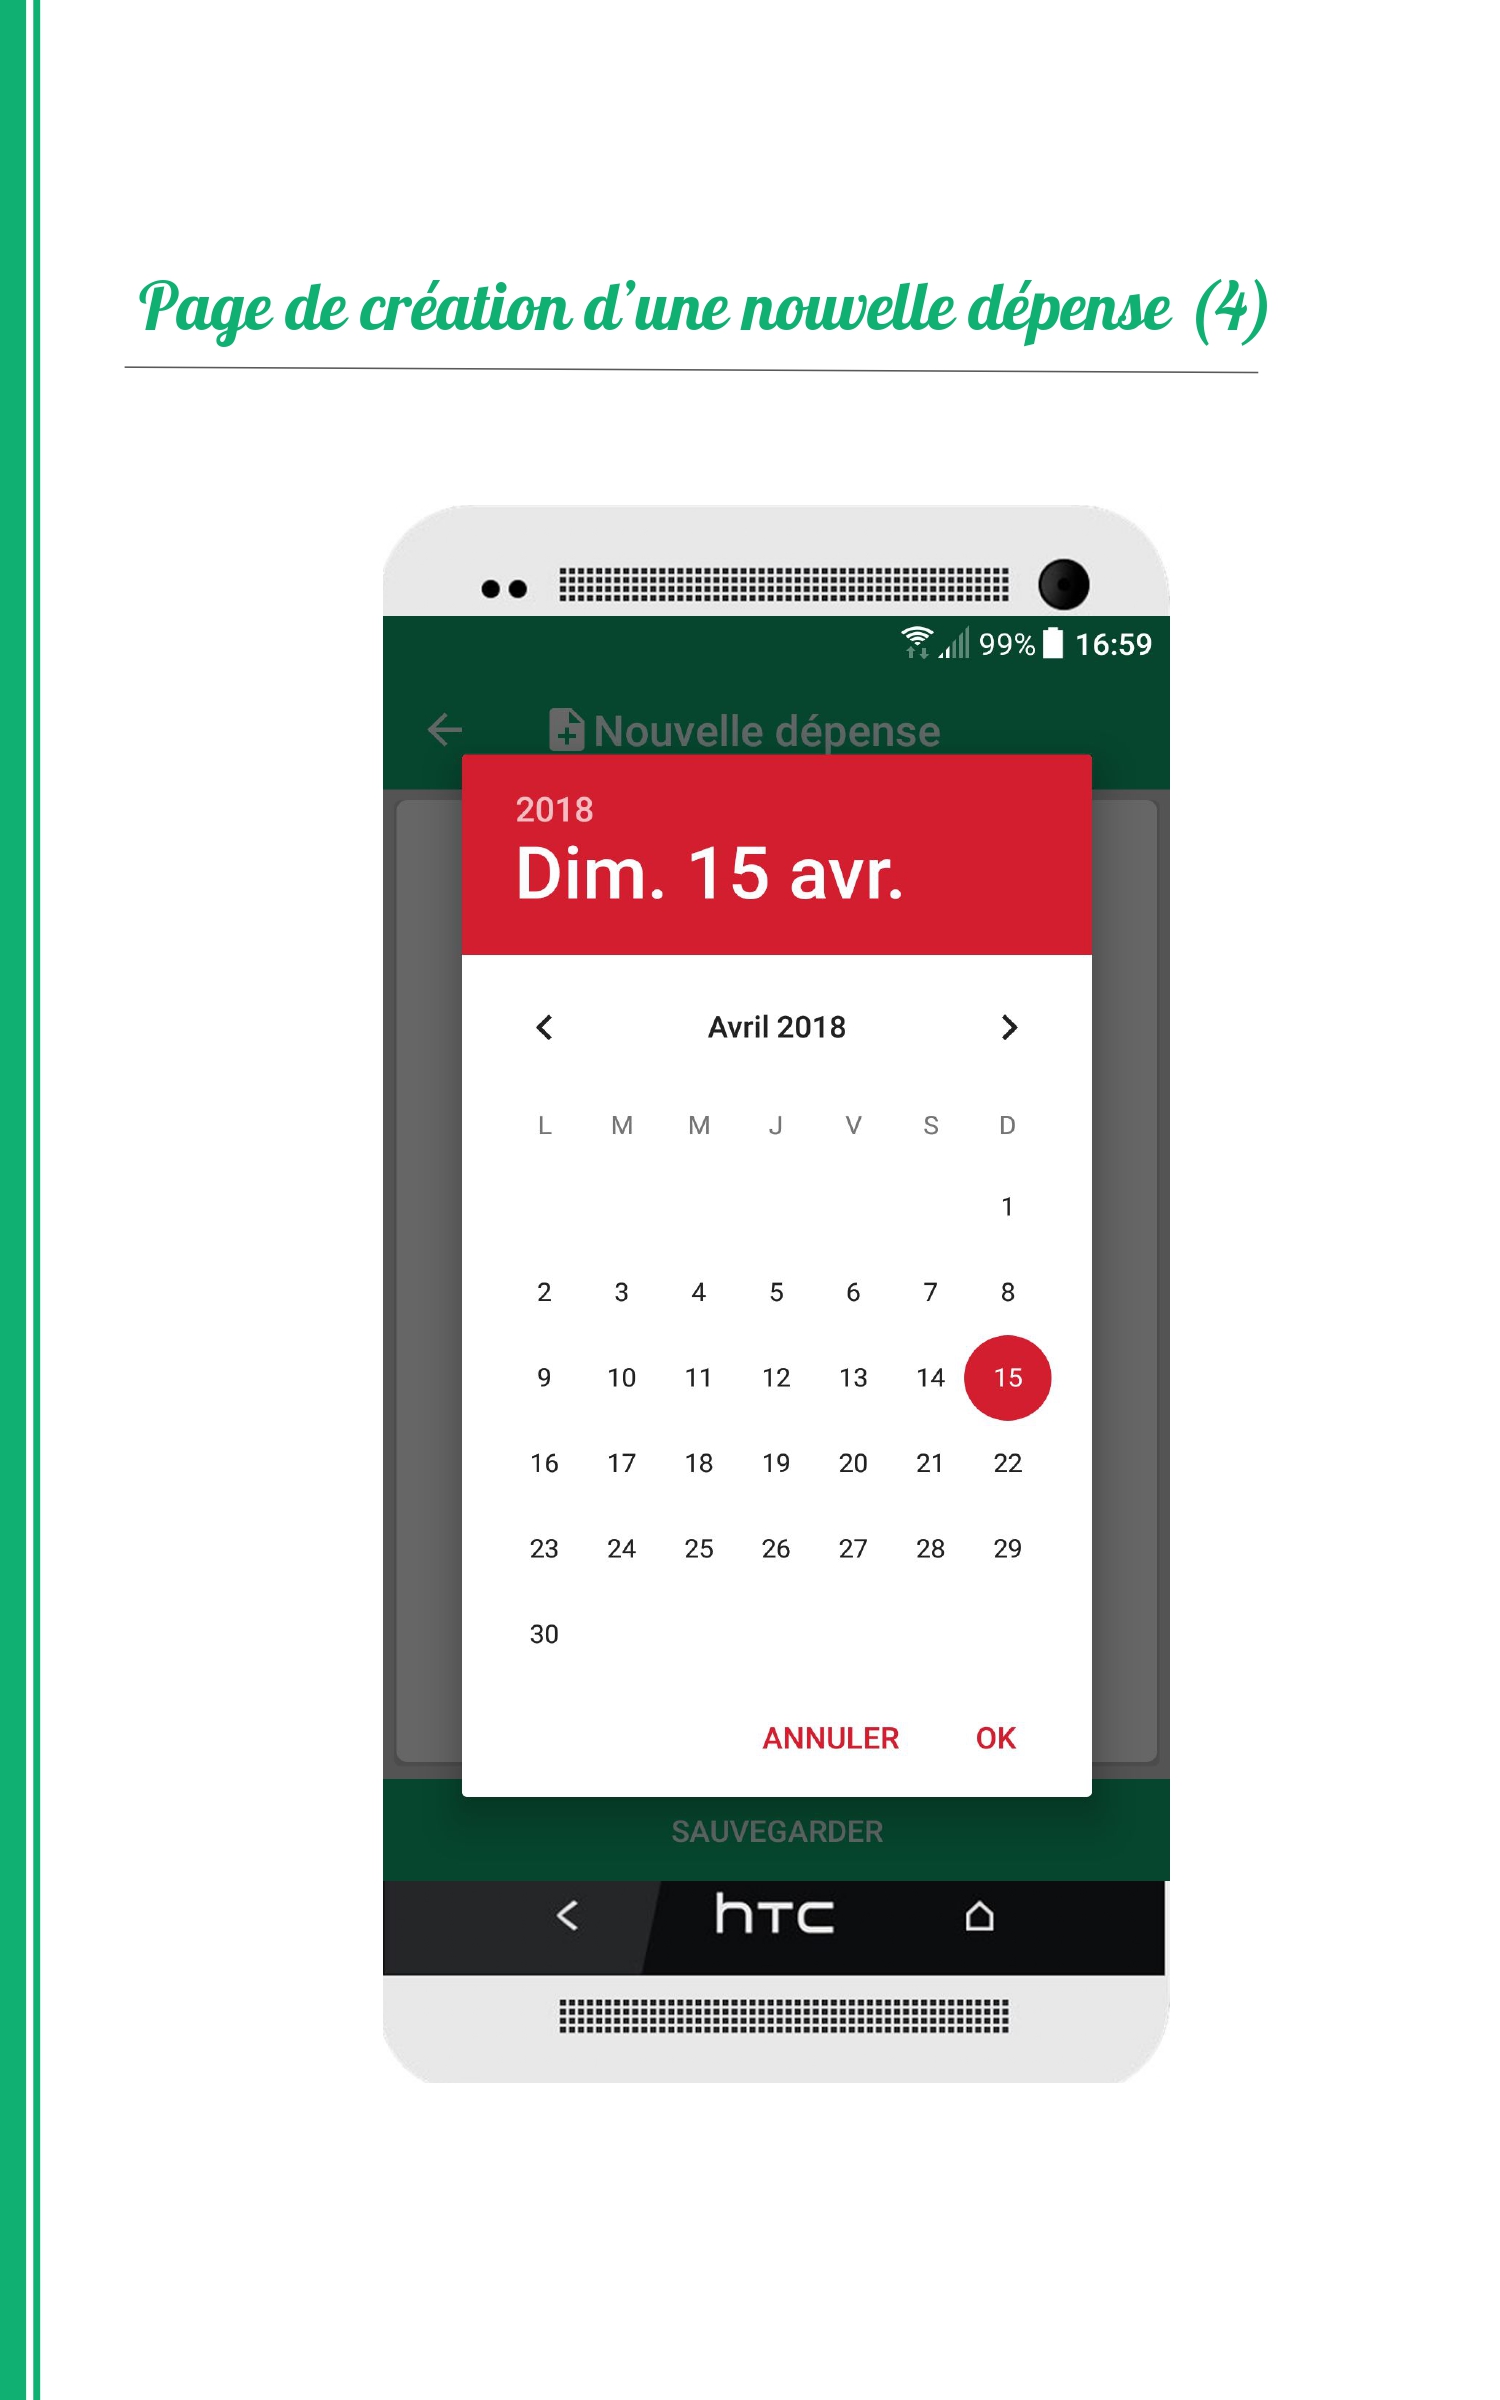 Page de création d'une nouvelle dépense (4)
99% 16:59
Nouvelle dépense
2018
Dim. 15 avr.
Avril 2018
L M M J V S D
1
2 3 4 5 6 7 8
9 10 11 12 13 14 15
16 17 18 19 20 21 22
23 24 25 26 27 28 29
30
ANNULER OK
SAUVEGARDER
hTC